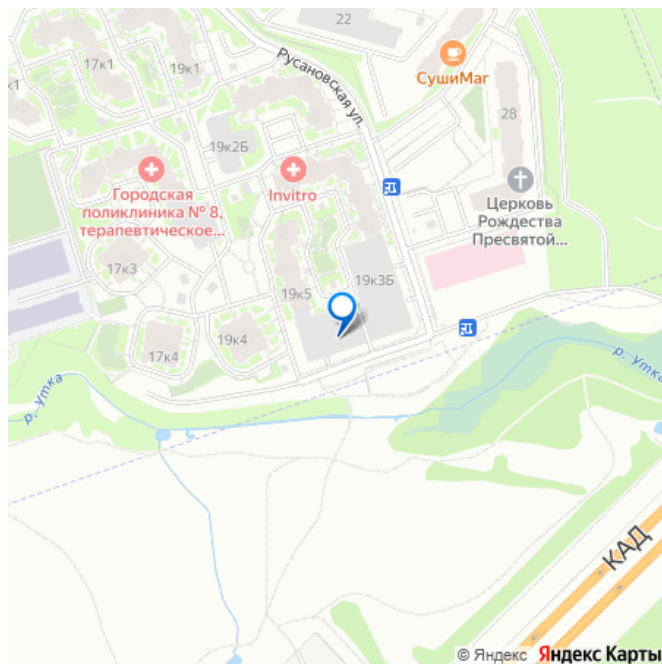 22
Русановская ул.
СушиМаг
17к1
19к1
28
19к2Б
Городская
поликлиника № 8,
терапевтическое...
Invitro
Церковь
Рождества
Пресвятой...
17к3
19к5
19к3Б
17к4
19к4
р. Утка
р. Утка
КАД
© Яндекс Яндекс Карты